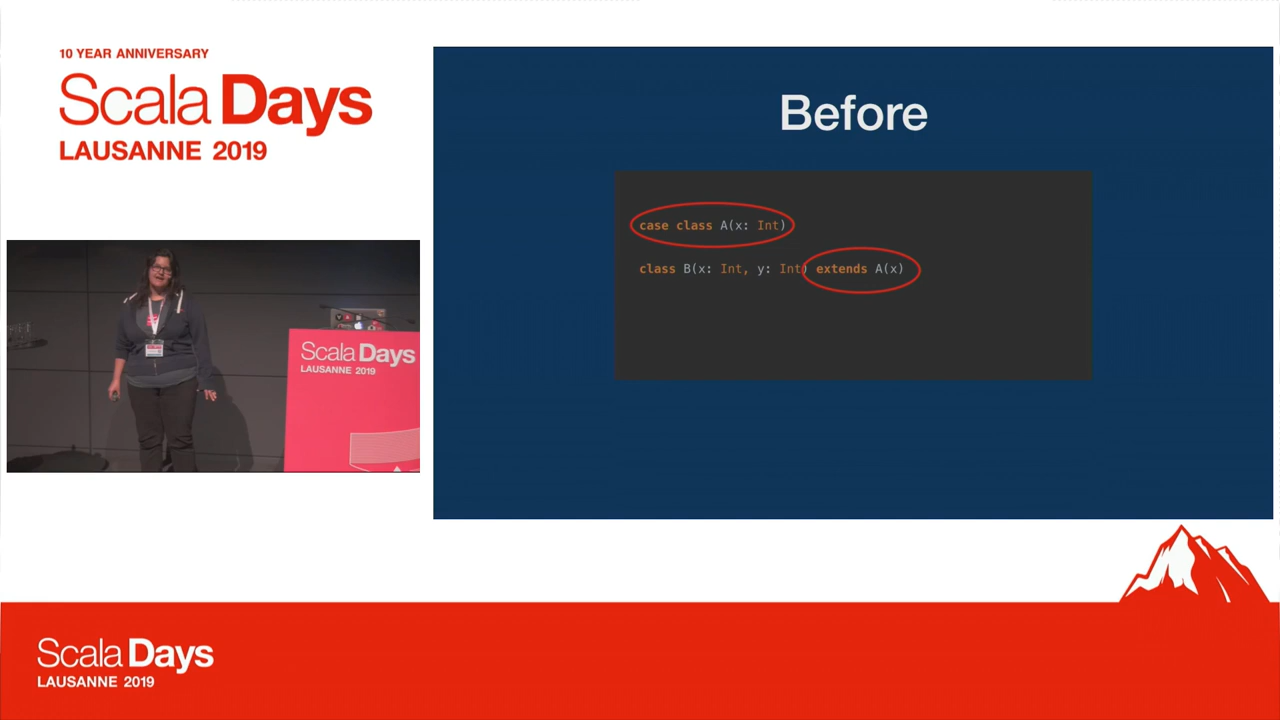 10 YEAR ANNIVERSARY
Scala Days
LAUSANNE 2019
Before
case class A(x: Int)
class B(x: Int, y: Int) extends A(x)
Scala Days
LAUSANNE 2019
Scala Days
LAUSANNE 2019